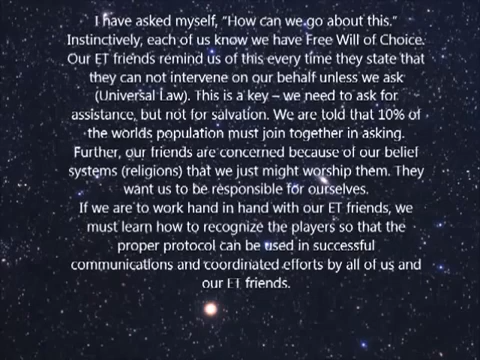 I have asked myself, "How can we go about this."
Instinctively, each of us know we have Free Will of Choice.
Our ET friends remind us of this every time they state that
they can not intervene on our behalf unless we ask
(Universal Law). This is a key – we need to ask for
assistance, but not for salvation. We are told that 10% of
the worlds population must join together in asking.
Further, our friends are concerned because of our belief
systems (religions) that we just might worship them. They
want us to be responsible for ourselves.
If we are to work hand in hand with our ET friends, we
must learn how to recognize the players so that the
proper protocol can be used in successful
communications and coordinated efforts by all of us and
our ET friends.